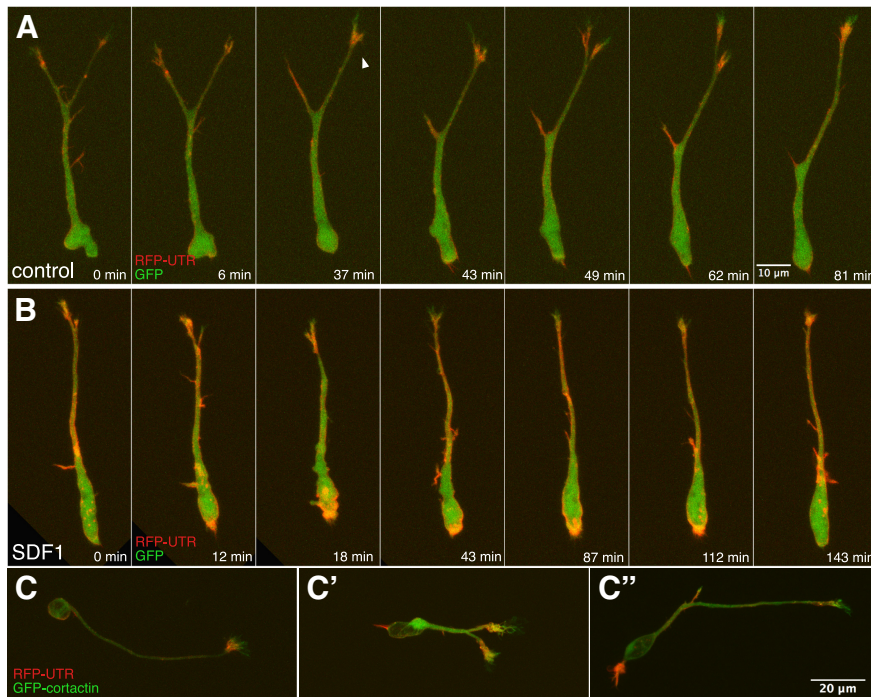 A
control
0 min
RFP-UTR
GFP
6 min
37 min
43 min
49 min
62 min
10 µm
81 min
B
SDF1
0 min
RFP-UTR
GFP
12 min
18 min
43 min
87 min
112 min
143 min
C
RFP-UTR
GFP-cortactin
C'
C''
20 µm